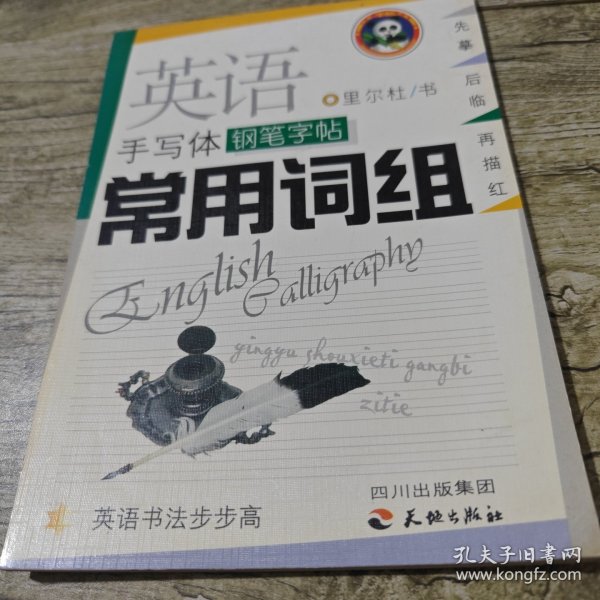 英语
里尔杜/书
手写体 钢笔字帖
常用词组
先摹
后临
再描红
English
Calligraphy
yingyu shouxieti gangbi
zitie
英语书法步步高
四川出版集团
天地出版社
孔夫子旧书网
www.kongfz.com